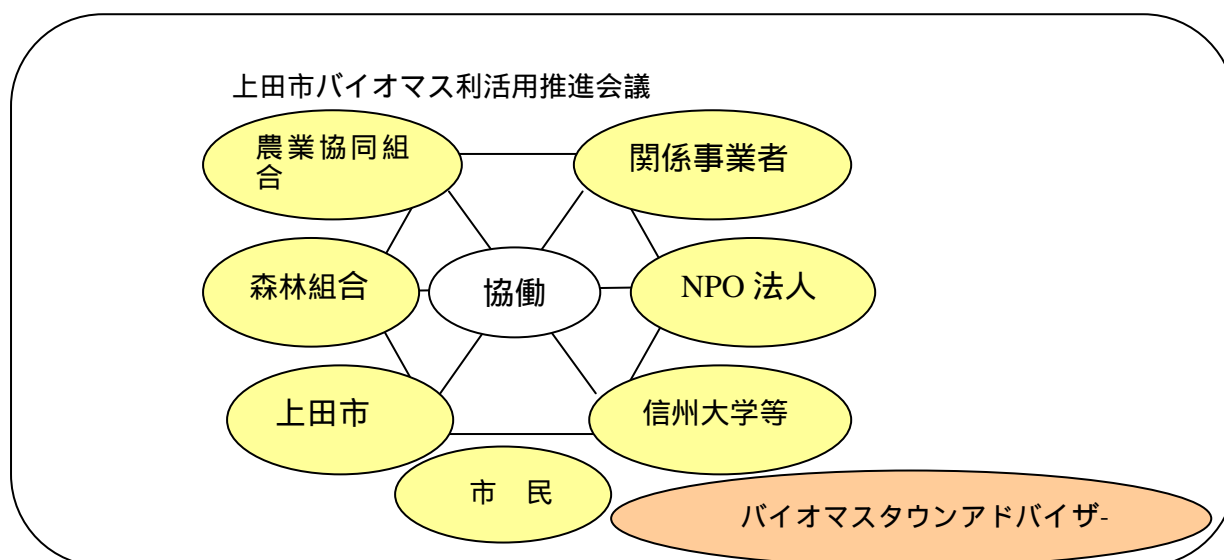 上田市バイオマス利活用推進会議
農業協同組
合
関係事業者
森林組合
協働
NPO 法人
上田市
信州大学等
市　民
バイオマスタウンアドバイザ-